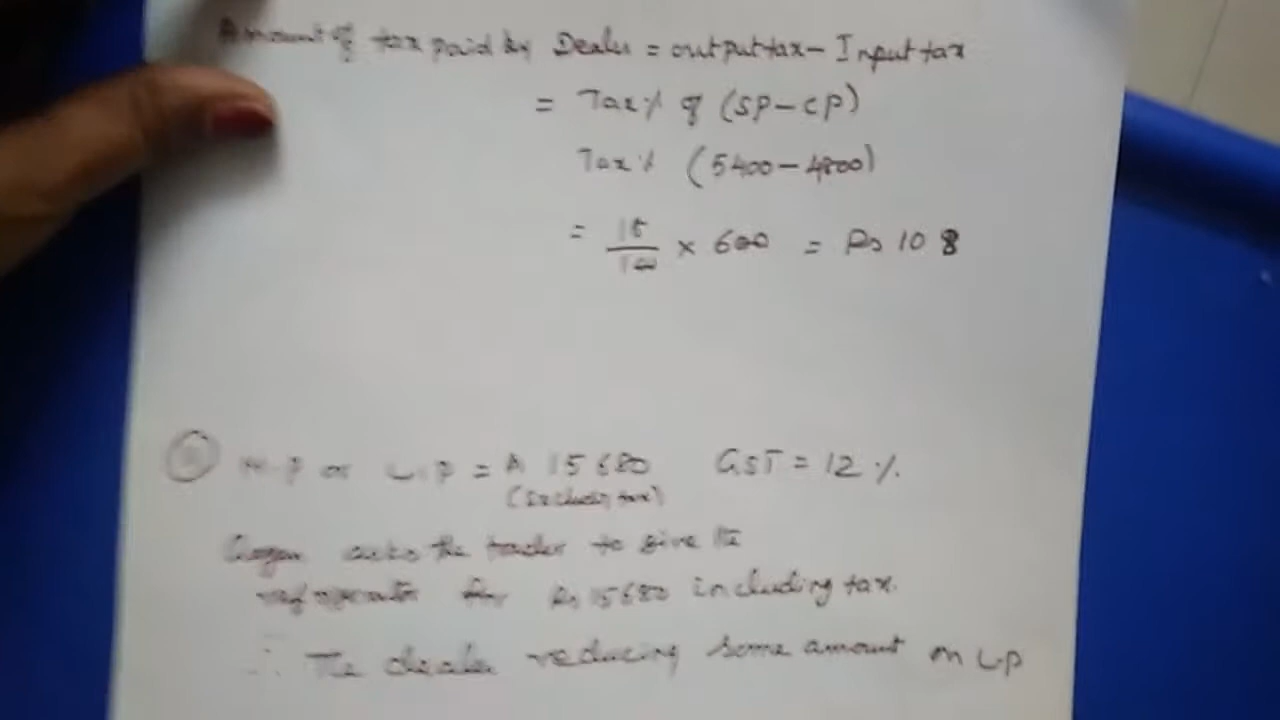 Amount of tax paid by Dealer = output tax - Input tax
= Tax% of (SP-CP)
Tax% (5400-4800)
= 18/100 × 600 = Rs 108
M.P or L.P = Rs 15680 GST = 12 %.
(Excluding tax)
asks the trader to give the
refrigerator for Rs 15680 including tax.
∴ The dealer reducing some amount on L.P